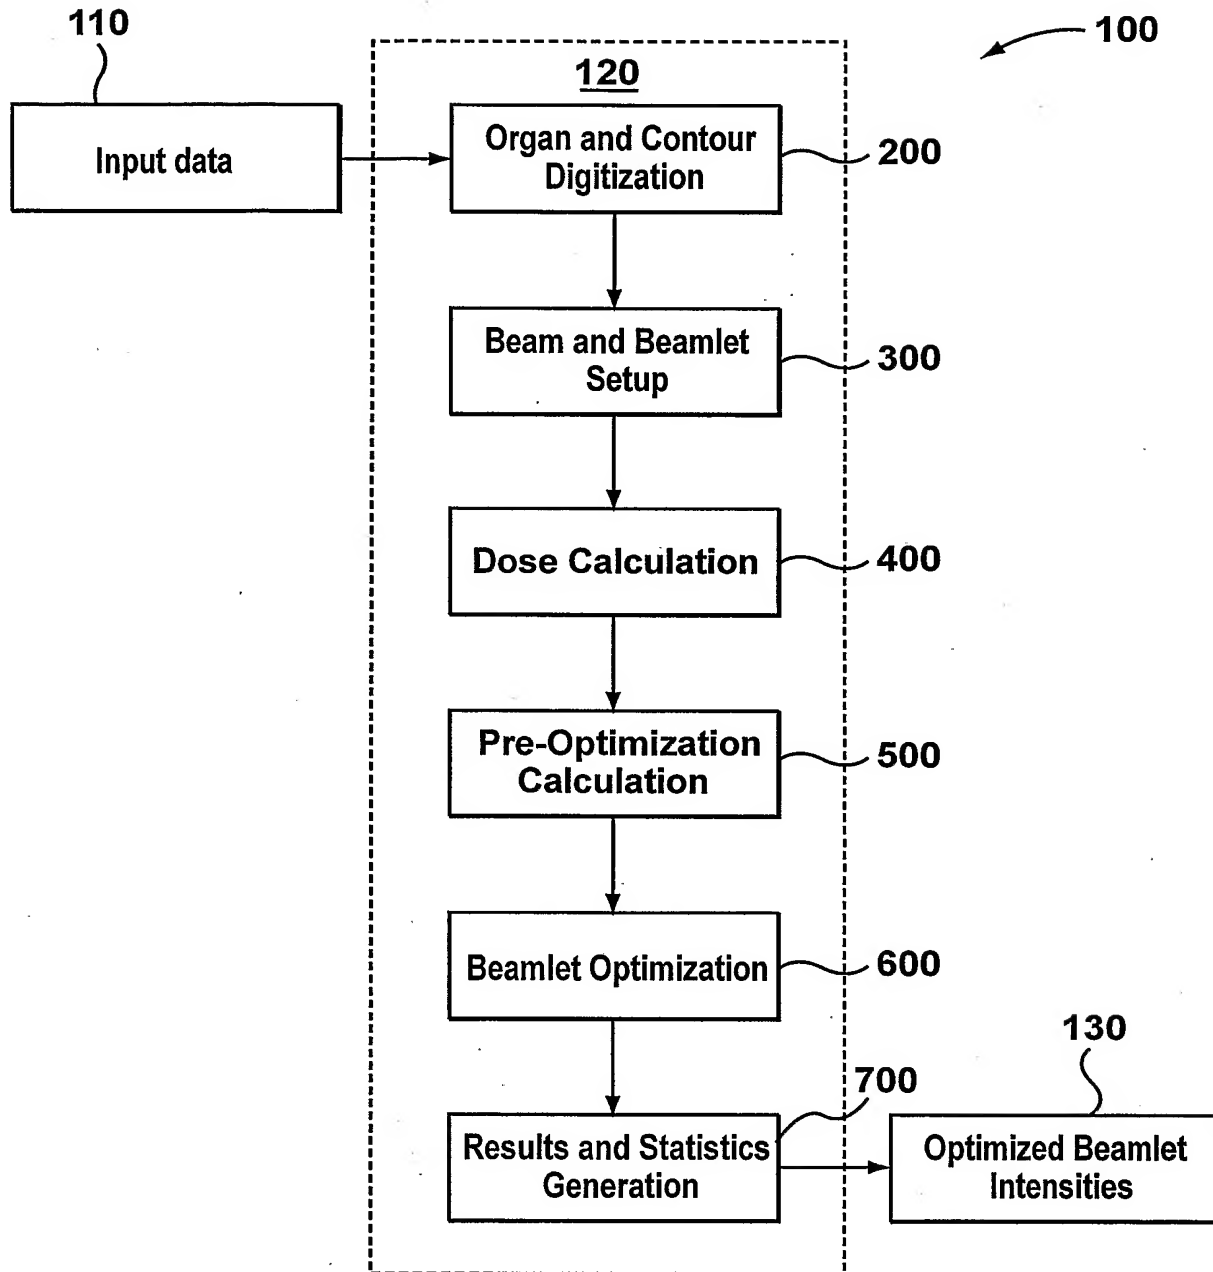 110
100
120
Input data
Organ and Contour
Digitization
200
Beam and Beamlet
Setup
300
Dose Calculation
400
Pre-Optimization
Calculation
500
Beamlet Optimization
600
130
700
Results and Statistics
Generation
Optimized Beamlet
Intensities